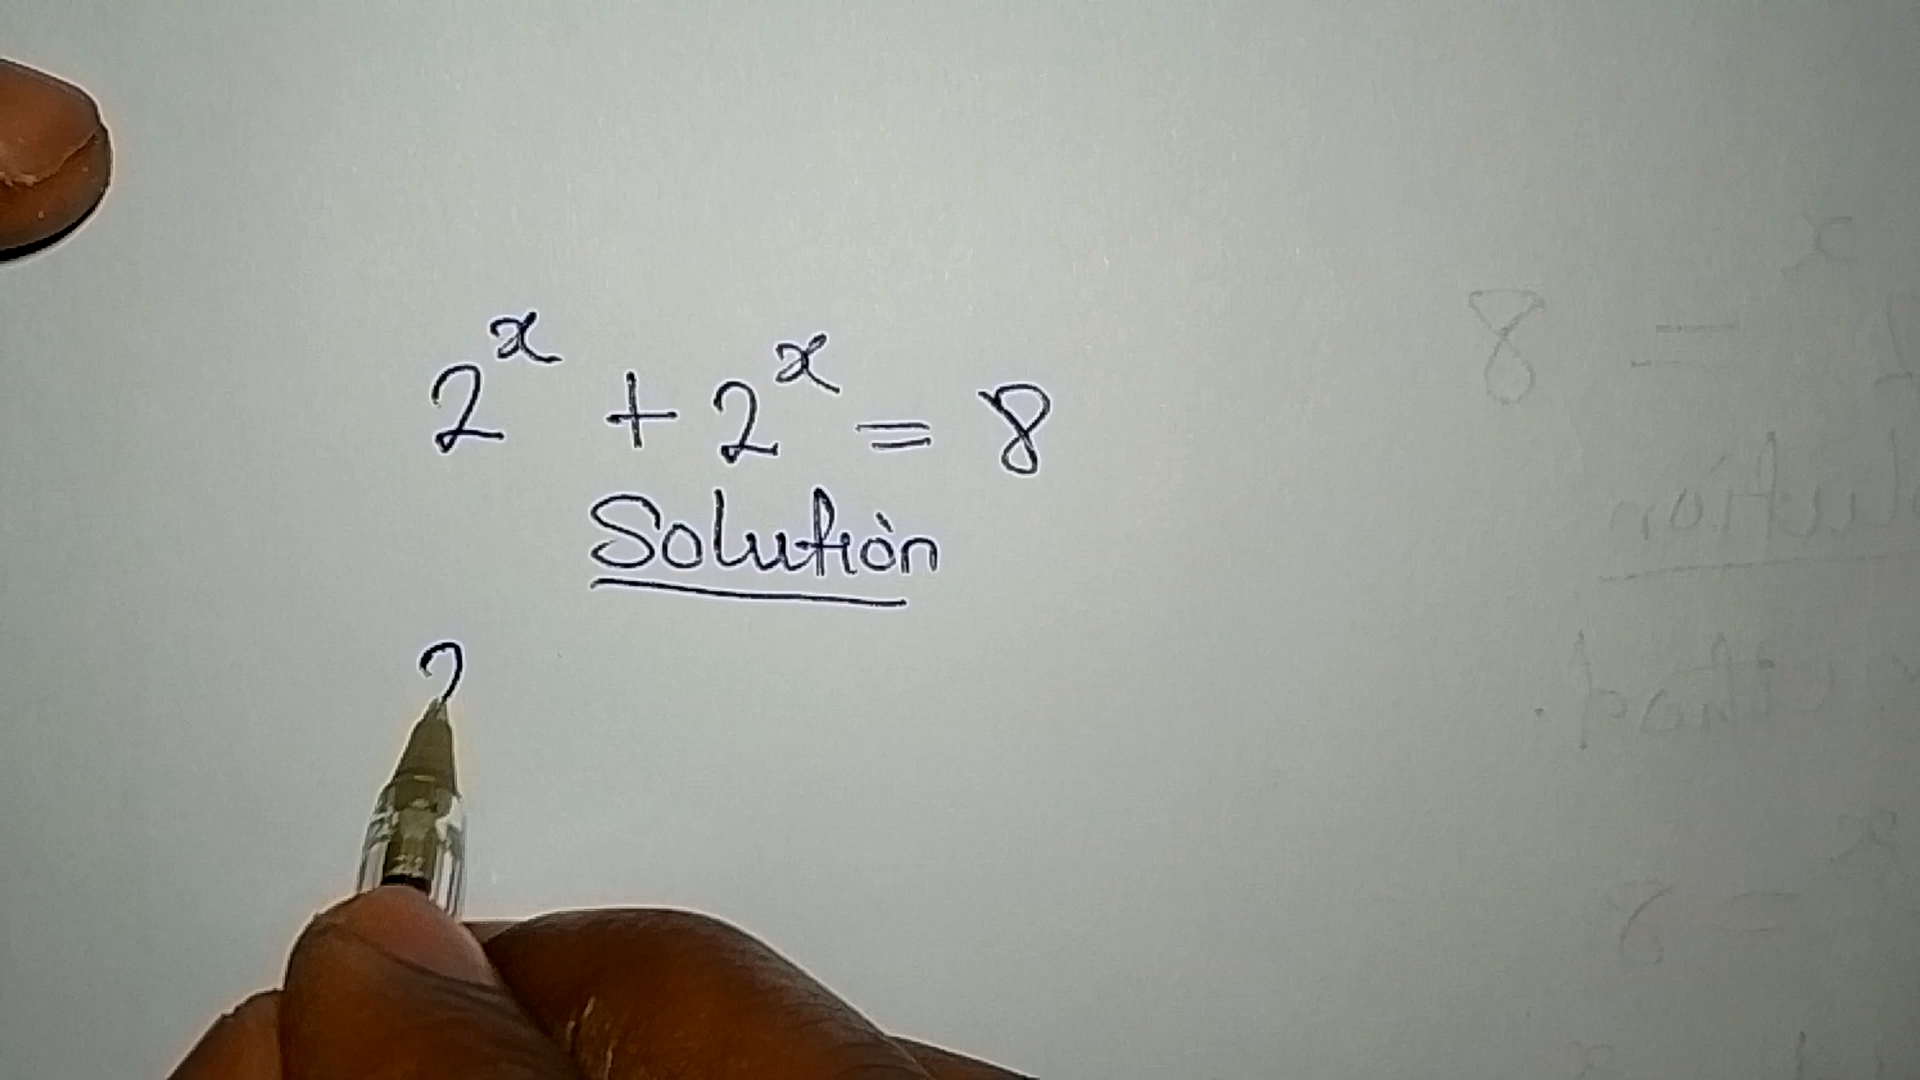 2^x + 2^x = 8
Solution
2